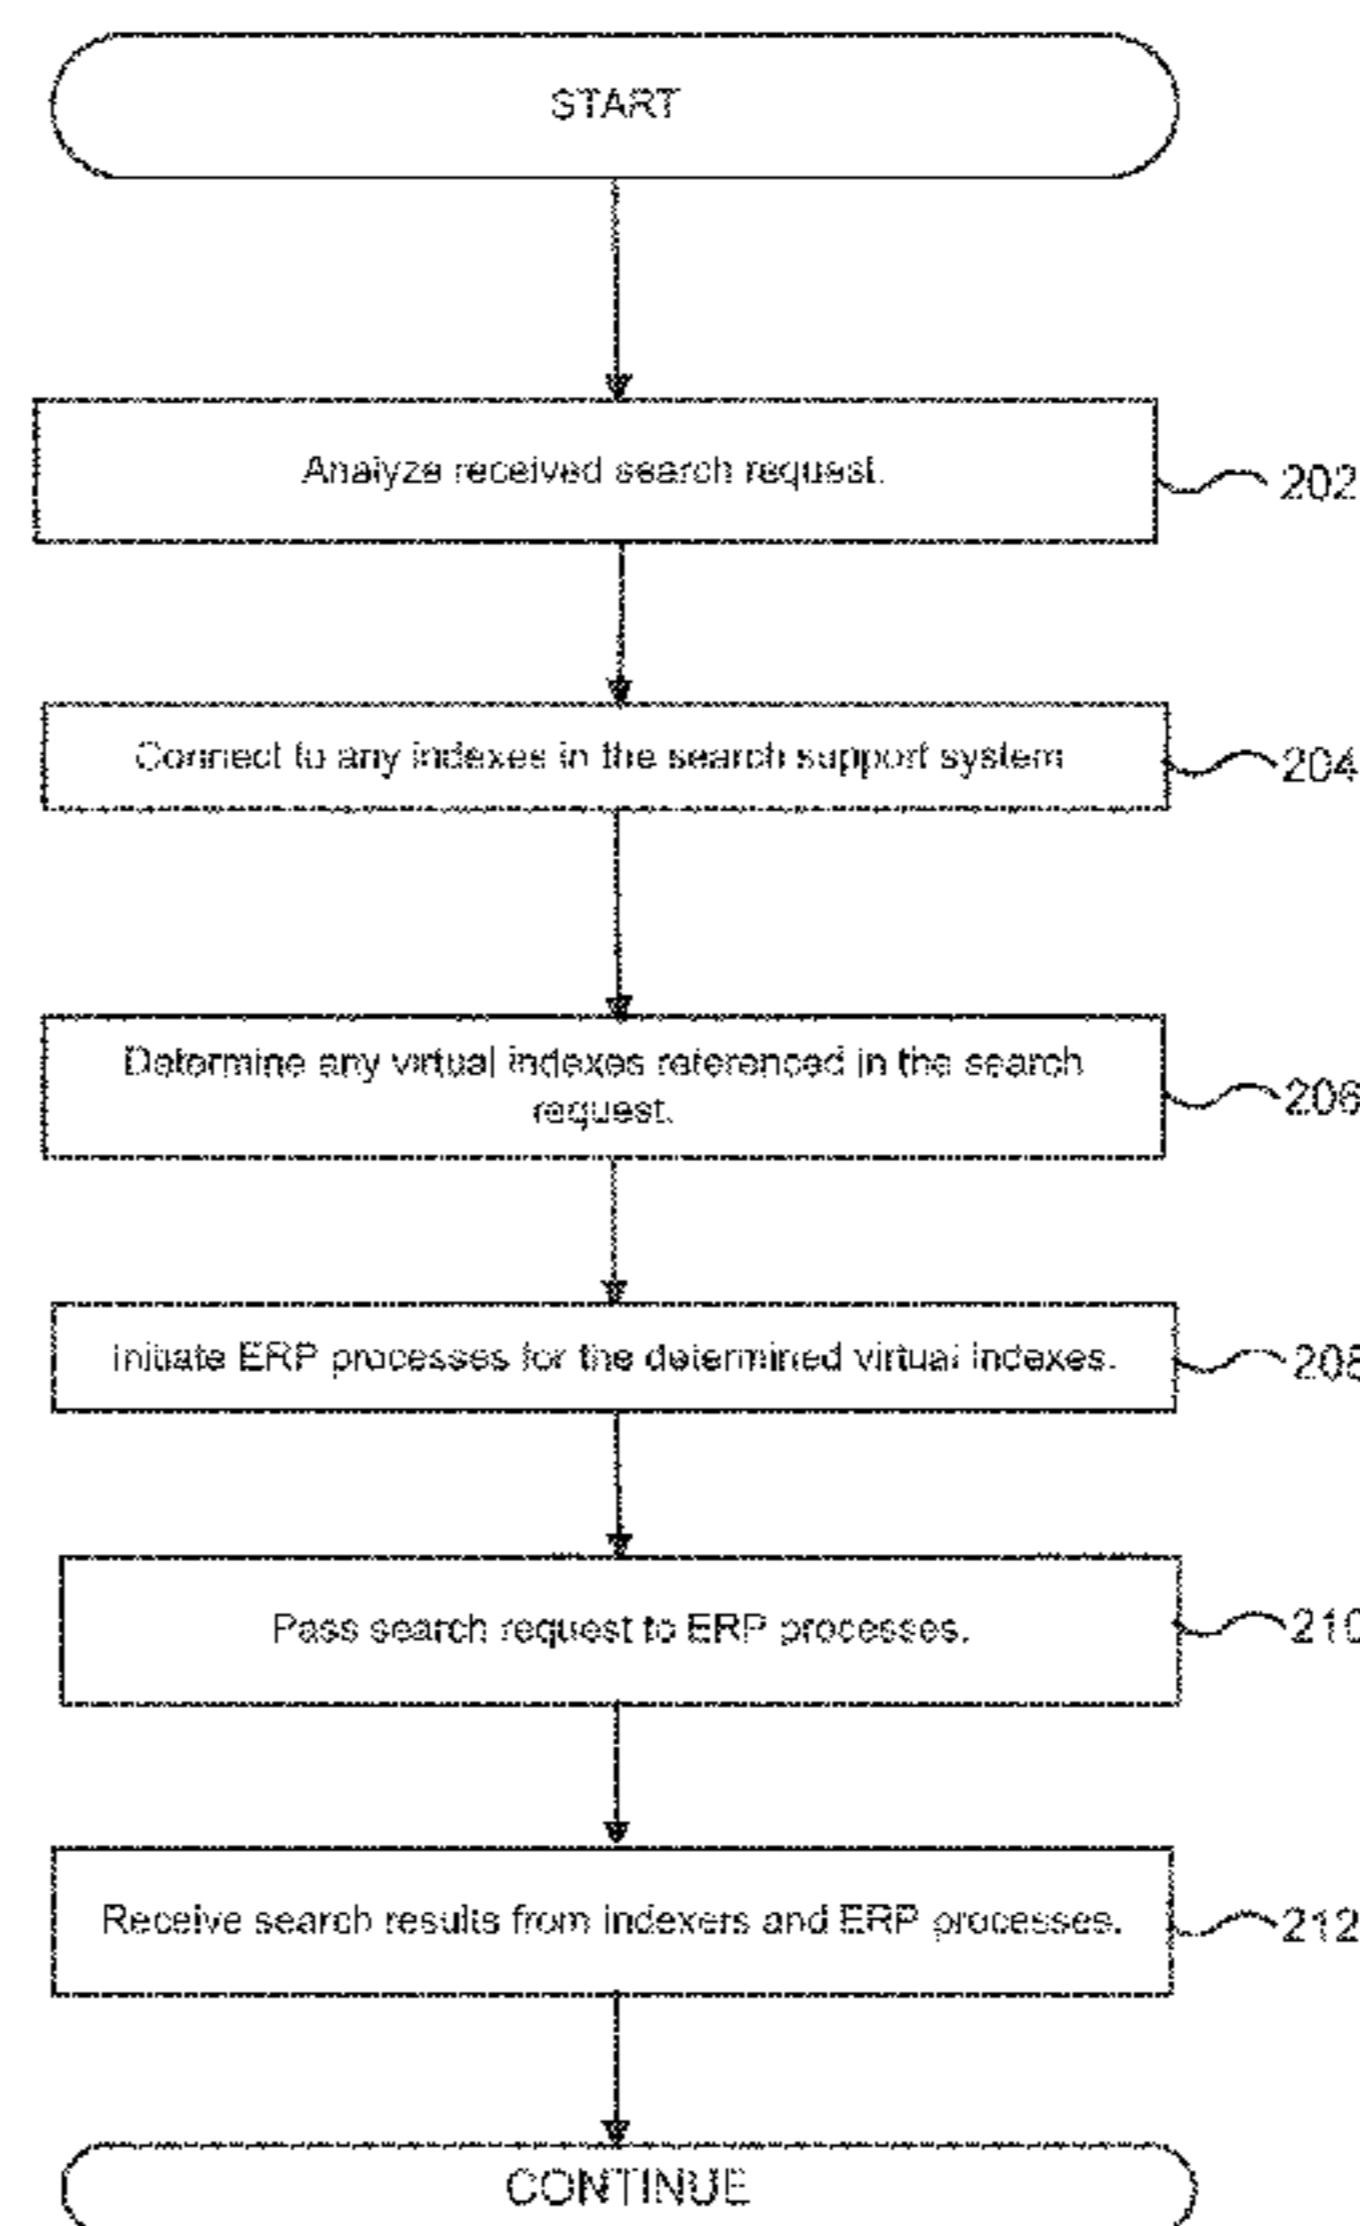 START
Analyze received search request.
202
Connect to any indexes in the search support system
204
Determine any virtual indexes referenced in the search
request.
206
Initiate ERP processes for the determined virtual indexes.
208
Pass search request to ERP processes.
210
Receive search results from indexers and ERP processes.
212
CONTINUE